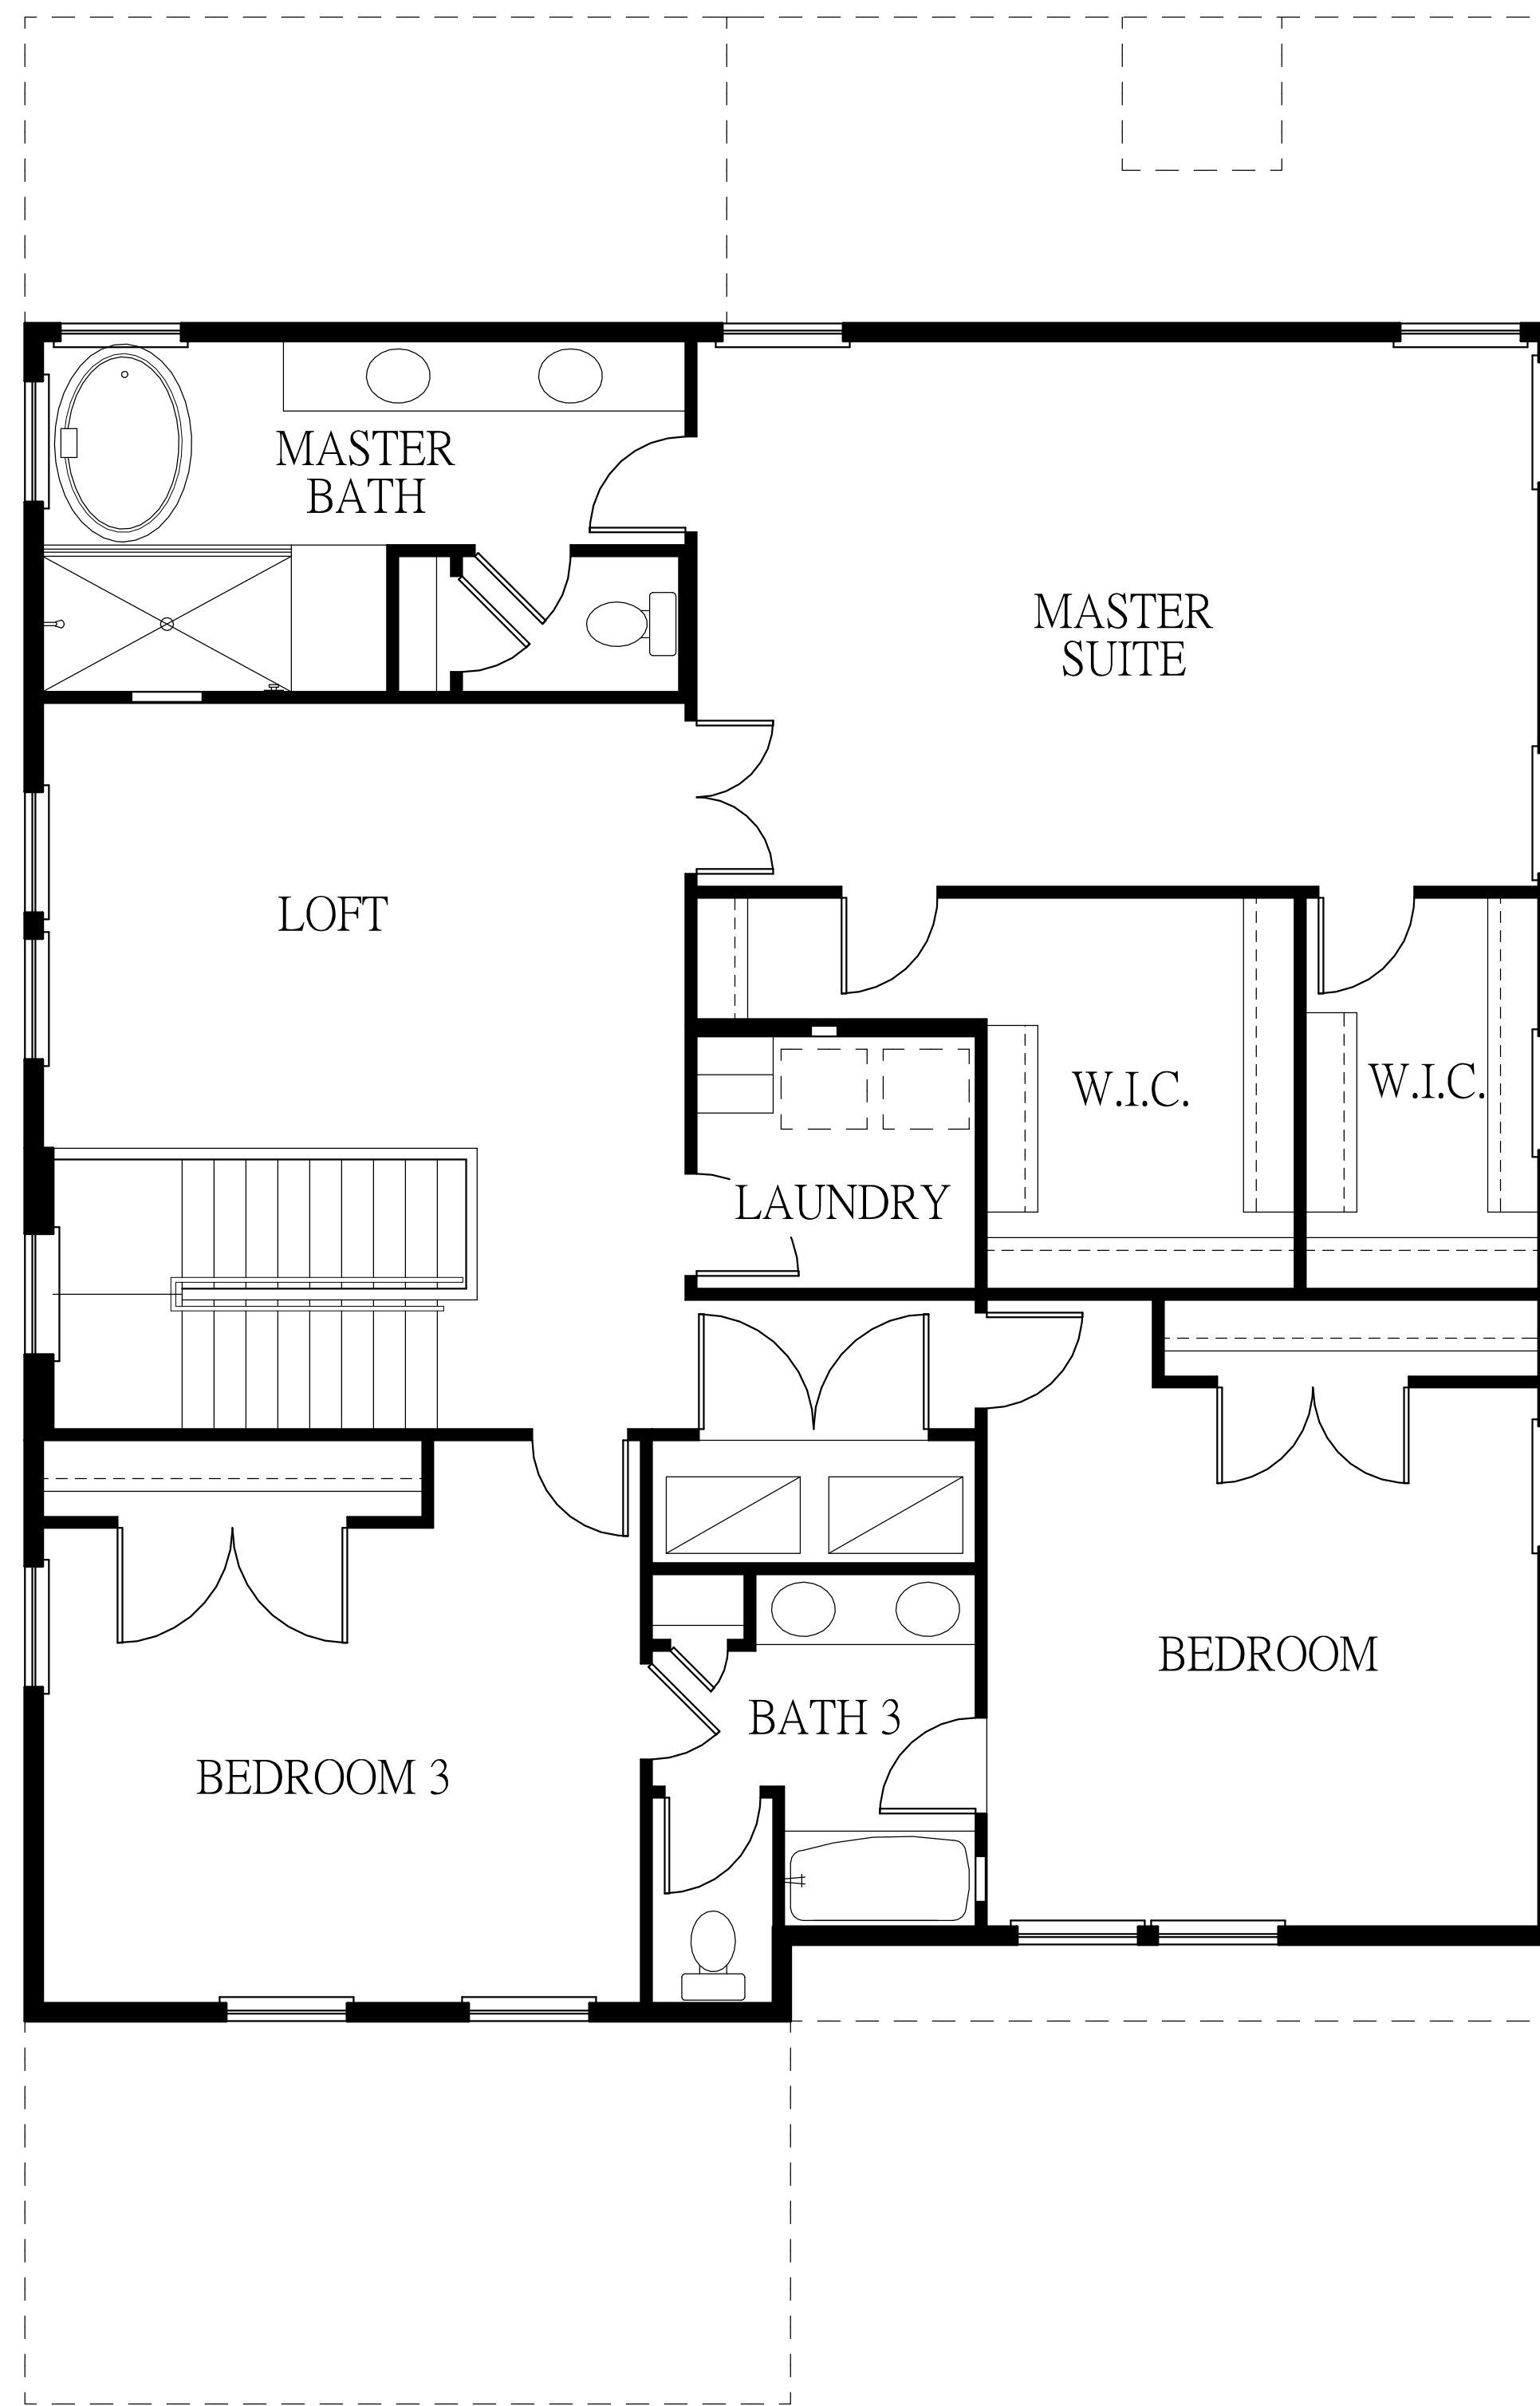 MASTER
BATH
MASTER
SUITE
LOFT
W.I.C.
W.I.C.
LAUNDRY
BEDROOM
BATH 3
BEDROOM 3